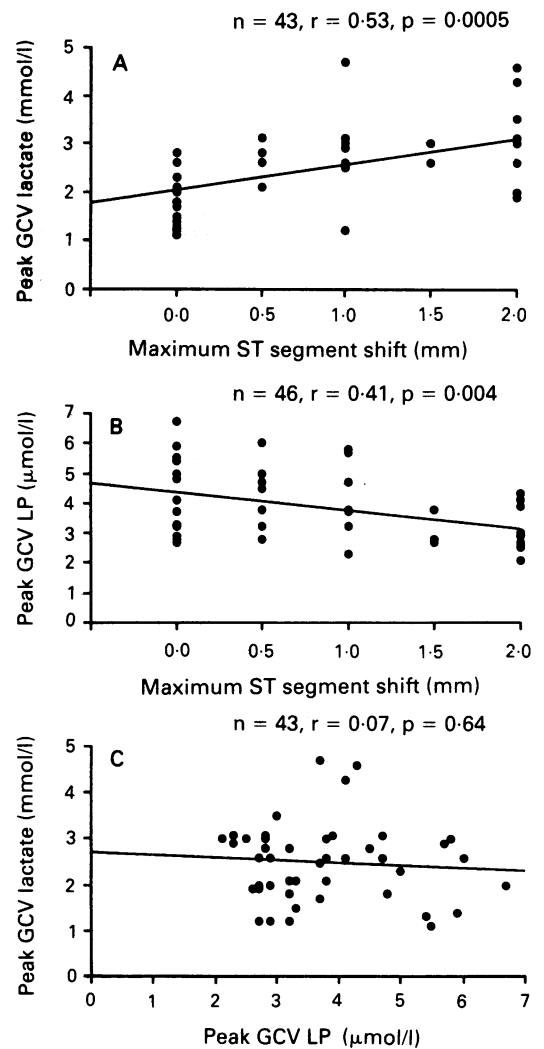 n = 43, r = 0·53, p = 0·0005
A
Peak GCV lactate (mmol/l)
5
4
3
2
1
0
0·0 0·5 1·0 1·5 2·0
Maximum ST segment shift (mm)
n = 46, r = 0·41, p = 0·004
B
Peak GCV LP (μmol/l)
7
6
5
4
3
2
1
0
0·0 0·5 1·0 1·5 2·0
Maximum ST segment shift (mm)
n = 43, r = 0·07, p = 0·64
C
Peak GCV lactate (mmol/l)
5
4
3
2
1
0
0 1 2 3 4 5 6 7
Peak GCV LP (μmol/l)